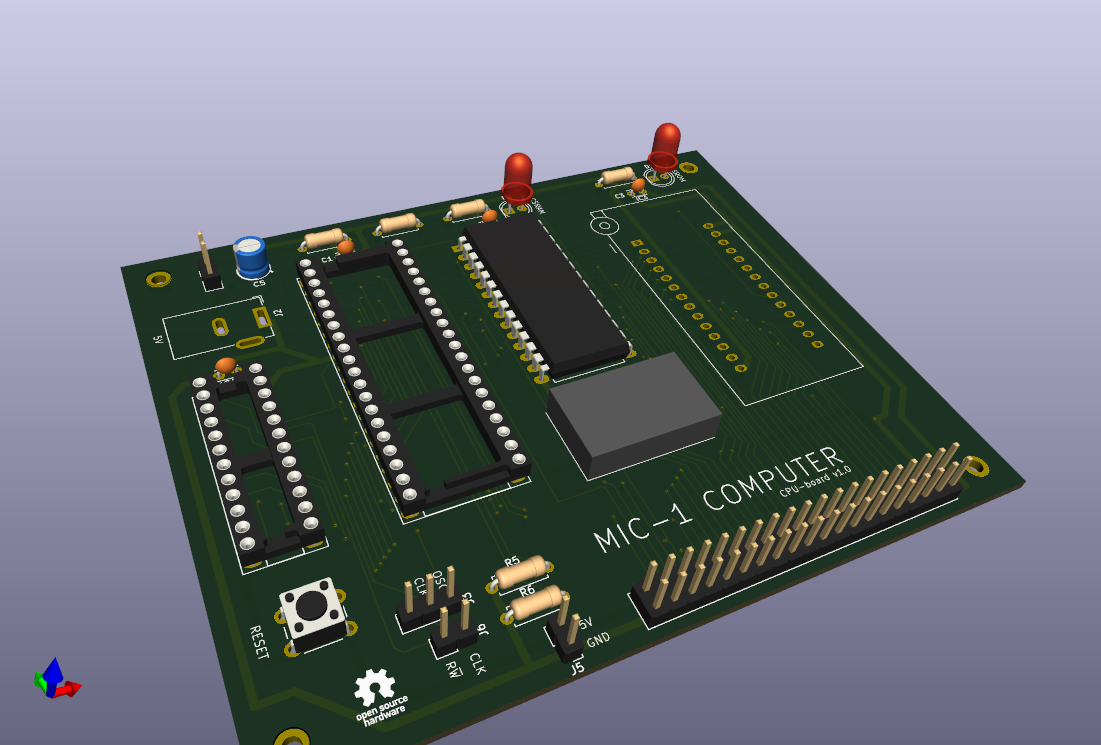 C3
C1
C5
J2
5V
MIC-1 COMPUTER
CPU-board v1.0
R5
R6
CLK
OSC
5V
GND
J5
RESET
RW
CLK
open source
hardware